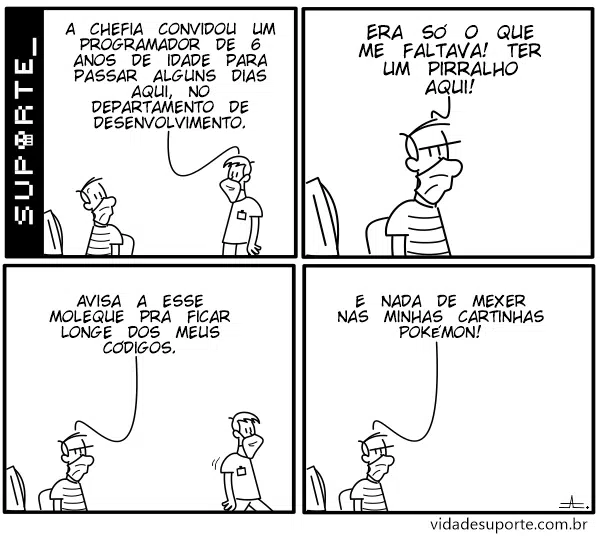 SUPORTE_
A CHEFIA CONVIDOU UM
PROGRAMADOR DE 6
ANOS DE IDADE PARA
PASSAR ALGUNS DIAS
AQUI, NO
DEPARTAMENTO DE
DESENVOLVIMENTO.
ERA SÓ O QUE
ME FALTAVA! TER
UM PIRRALHO
AQUI!
AVISA A ESSE
MOLEQUE PRA FICAR
LONGE DOS MEUS
CÓDIGOS.
E NADA DE MEXER
NAS MINHAS CARTINHAS
POKÉMON!
vidadesuporte.com.br